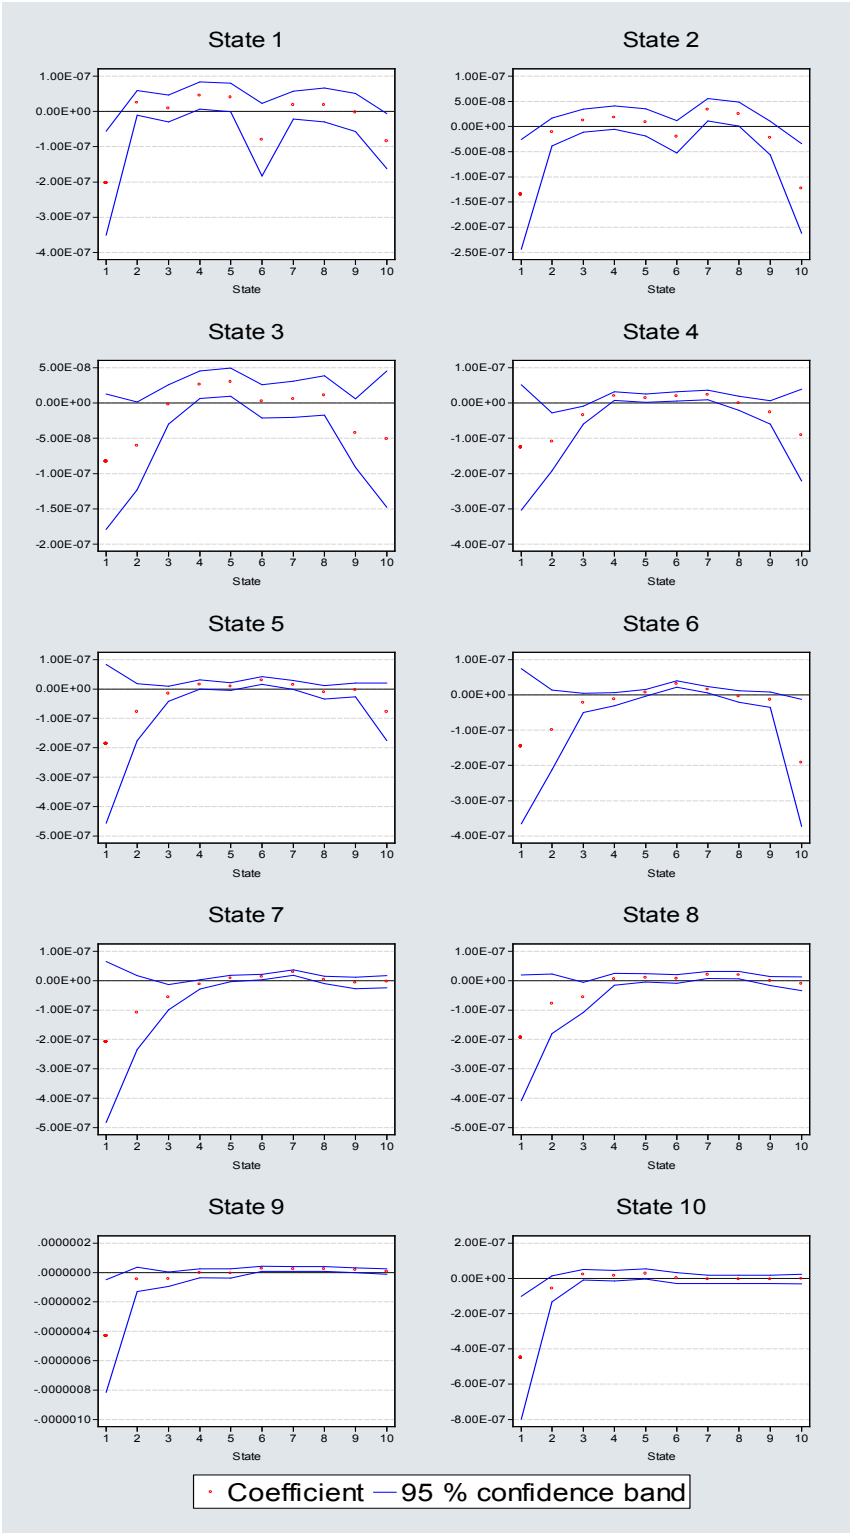 State 1
1.00E-07
0.00E+00
-1.00E-07
-2.00E-07
-3.00E-07
-4.00E-07
1 2 3 4 5 6 7 8 9 10
State
State 2
1.00E-07
5.00E-08
0.00E+00
-5.00E-08
-1.00E-07
-1.50E-07
-2.00E-07
-2.50E-07
1 2 3 4 5 6 7 8 9 10
State
State 3
5.00E-08
0.00E+00
-5.00E-08
-1.00E-07
-1.50E-07
-2.00E-07
1 2 3 4 5 6 7 8 9 10
State
State 4
1.00E-07
0.00E+00
-1.00E-07
-2.00E-07
-3.00E-07
-4.00E-07
1 2 3 4 5 6 7 8 9 10
State
State 5
1.00E-07
0.00E+00
-1.00E-07
-2.00E-07
-3.00E-07
-4.00E-07
-5.00E-07
1 2 3 4 5 6 7 8 9 10
State
State 6
1.00E-07
0.00E+00
-1.00E-07
-2.00E-07
-3.00E-07
-4.00E-07
1 2 3 4 5 6 7 8 9 10
State
State 7
1.00E-07
0.00E+00
-1.00E-07
-2.00E-07
-3.00E-07
-4.00E-07
-5.00E-07
1 2 3 4 5 6 7 8 9 10
State
State 8
1.00E-07
0.00E+00
-1.00E-07
-2.00E-07
-3.00E-07
-4.00E-07
-5.00E-07
1 2 3 4 5 6 7 8 9 10
State
State 9
.0000002
.0000000
-.0000002
-.0000004
-.0000006
-.0000008
-.0000010
1 2 3 4 5 6 7 8 9 10
State
State 10
2.00E-07
0.00E+00
-2.00E-07
-4.00E-07
-6.00E-07
-8.00E-07
1 2 3 4 5 6 7 8 9 10
State
Coefficient 95 % confidence band